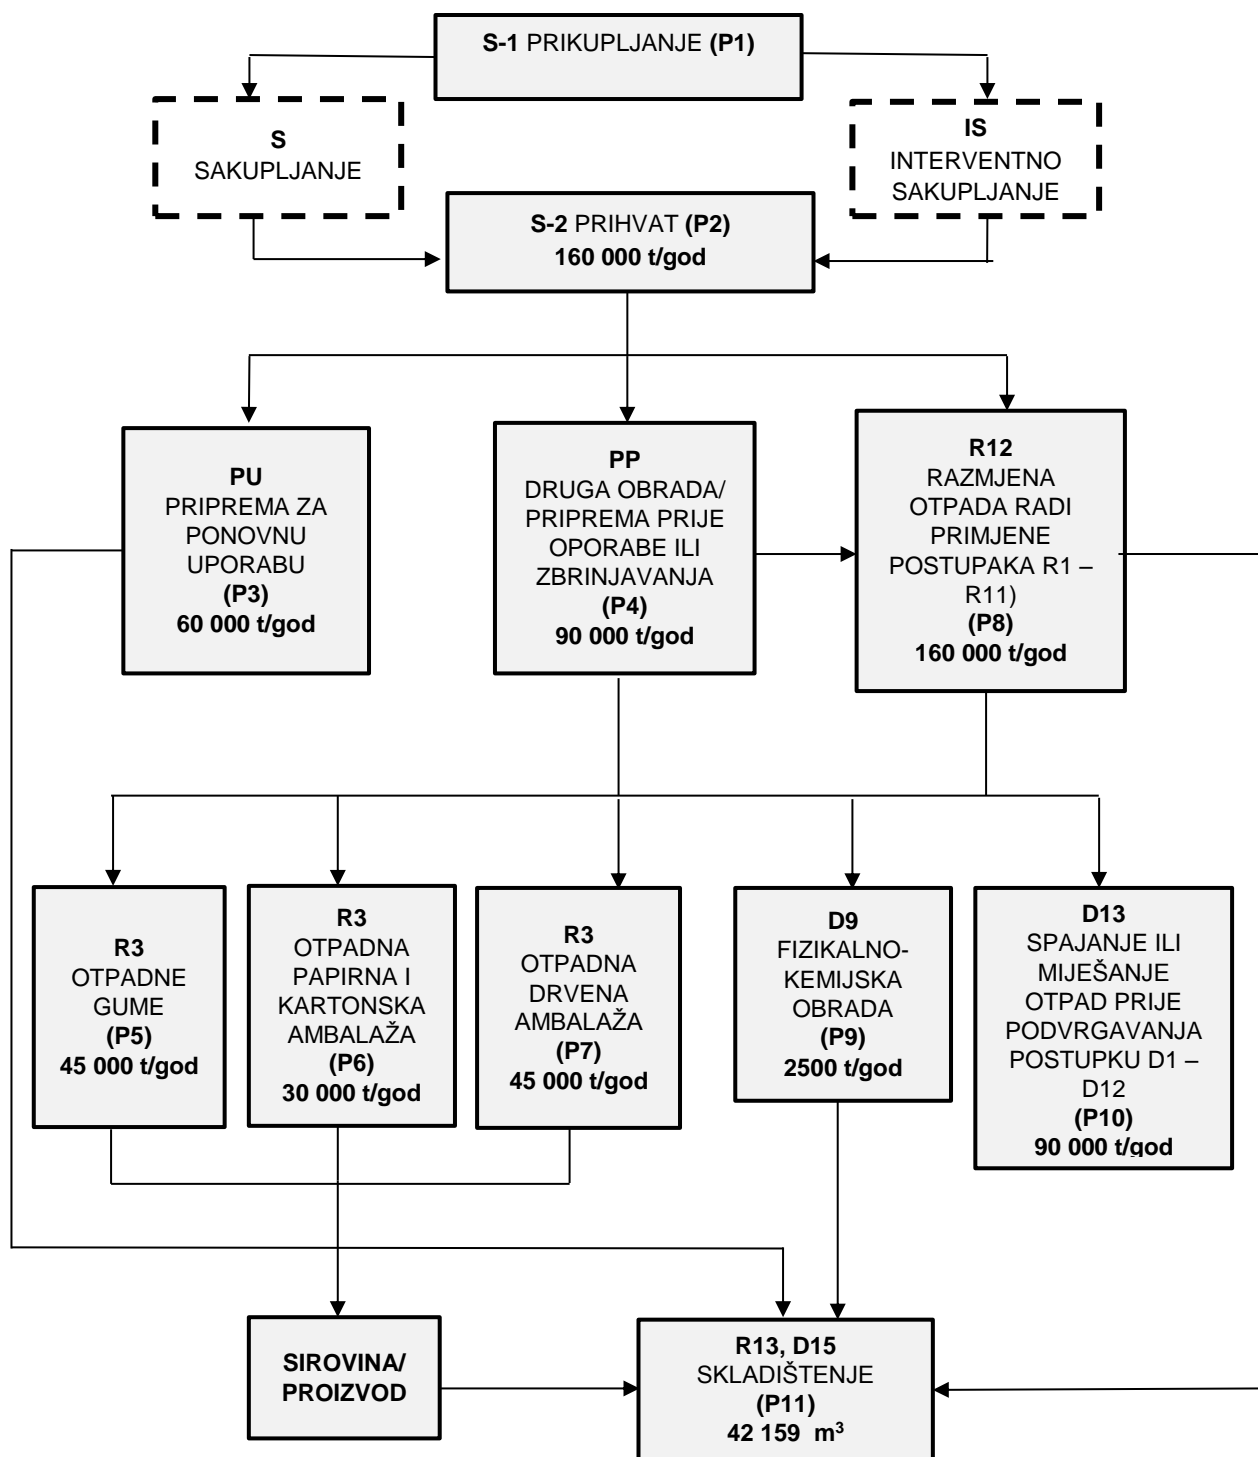 S-1 PRIKUPLJANJE (P1)
S
SAKUPLJANJE
IS
INTERVENTNO
SAKUPLJANJE
S-2 PRIHVAT (P2)
160 000 t/god
PU
PRIPREMA ZA
PONOVNU
UPORABU
(P3)
60 000 t/god
PP
DRUGA OBRADA/
PRIPREMA PRIJE
OPORABE ILI
ZBRINJAVANJA
(P4)
90 000 t/god
R12
RAZMJENA
OTPADA RADI
PRIMJENE
POSTUPAKA R1 –
R11)
(P8)
160 000 t/god
R3
OTPADNE
GUME
(P5)
45 000 t/god
R3
OTPADNA
PAPIRNA I
KARTONSKA
AMBALAŽA
(P6)
30 000 t/god
R3
OTPADNA
DRVENA
AMBALAŽA
(P7)
45 000 t/god
D9
FIZIKALNO-
KEMIJSKA
OBRADA
(P9)
2500 t/god
D13
SPAJANJE ILI
MIJEŠANJE
OTPAD PRIJE
PODVRGAVANJA
POSTUPKU D1 –
D12
(P10)
90 000 t/god
SIROVINA/
PROIZVOD
R13, D15
SKLADIŠTENJE
(P11)
42 159 m³